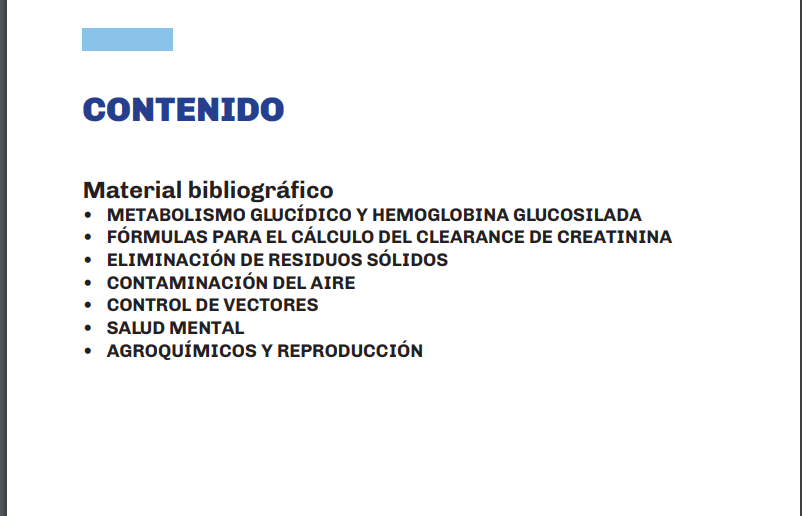 CONTENIDO
Material bibliográfico
• METABOLISMO GLUCÍDICO Y HEMOGLOBINA GLUCOSILADA
• FÓRMULAS PARA EL CÁLCULO DEL CLEARANCE DE CREATININA
• ELIMINACIÓN DE RESIDUOS SÓLIDOS
• CONTAMINACIÓN DEL AIRE
• CONTROL DE VECTORES
• SALUD MENTAL
• AGROQUÍMICOS Y REPRODUCCIÓN